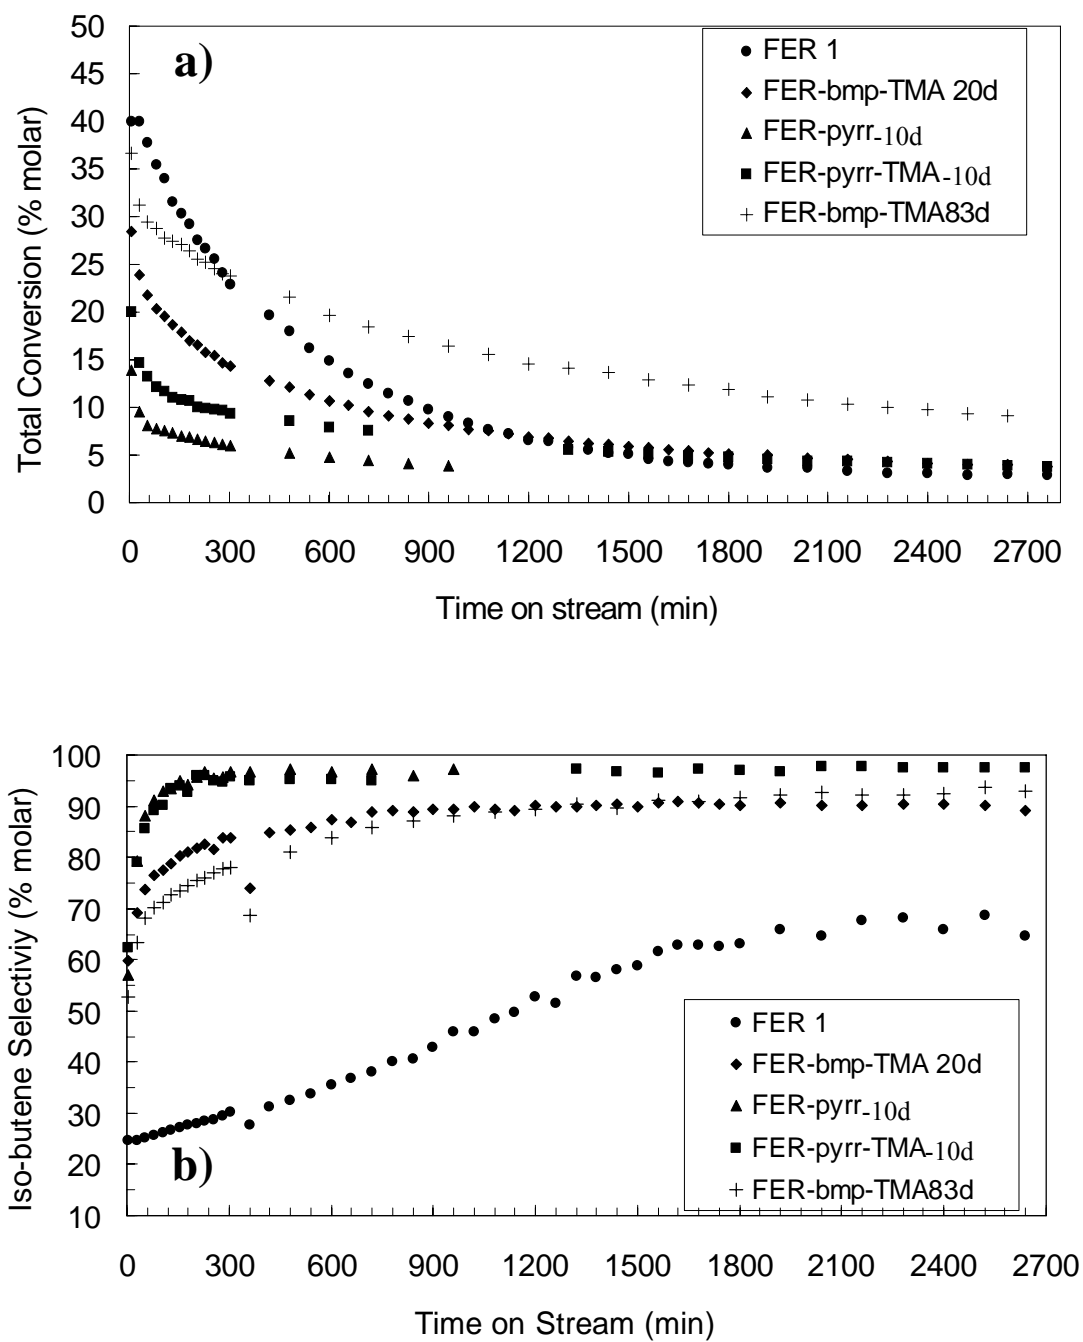 50
45
40
35
30
25
20
15
10
5
0
Total Conversion (% molar)
a)
FER 1
FER-bmp-TMA 20d
FER-pyrr-10d
FER-pyrr-TMA-10d
FER-bmp-TMA83d
0 300 600 900 1200 1500 1800 2100 2400 2700
Time on stream (min)
100
90
80
70
60
50
40
30
20
10
Iso-butene Selectiviy (% molar)
b)
FER 1
FER-bmp-TMA 20d
FER-pyrr-10d
FER-pyrr-TMA-10d
FER-bmp-TMA83d
0 300 600 900 1200 1500 1800 2100 2400 2700
Time on Stream (min)